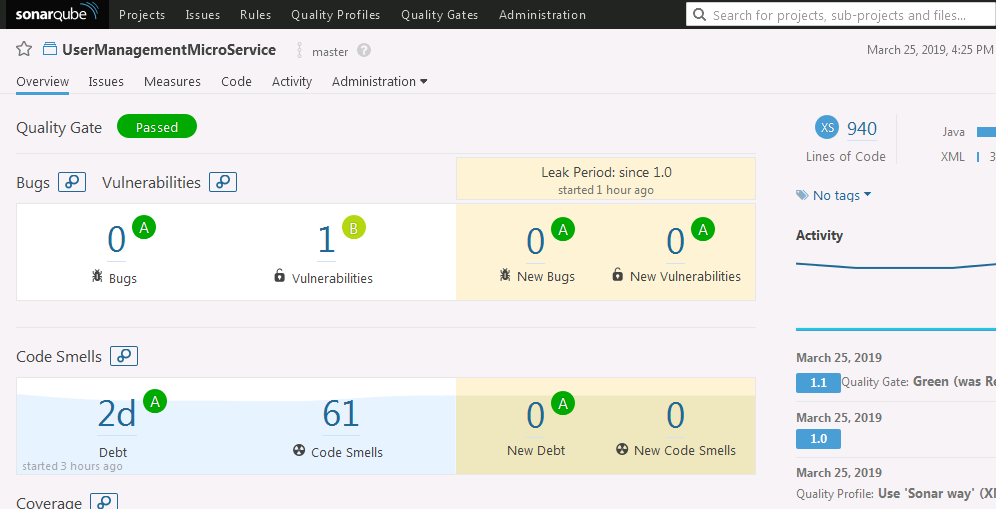 sonarqube Projects Issues Rules Quality Profiles Quality Gates Administration Search for projects, sub-projects and files...
UserManagementMicroService master ? March 25, 2019, 4:25 PM
Overview Issues Measures Code Activity Administration
Quality Gate Passed
XS 940
Lines of Code
Java
XML 3
No tags
Bugs Vulnerabilities
Leak Period: since 1.0
started 1 hour ago
0 A 1 B 0 A 0 A
Bugs Vulnerabilities New Bugs New Vulnerabilities
Activity
Code Smells
2d A 61 0 A 0
Debt Code Smells New Debt New Code Smells
started 3 hours ago
March 25, 2019
1.1 Quality Gate: Green (was Re
March 25, 2019
1.0
March 25, 2019
Quality Profile: Use 'Sonar way' (X
Coverage